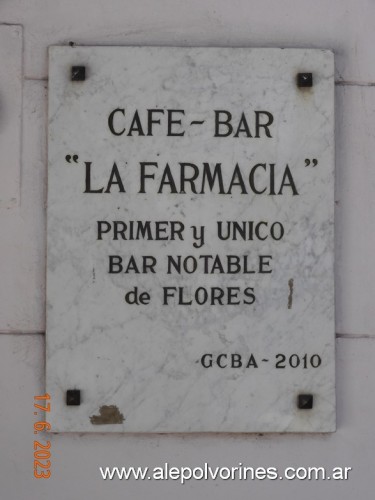 CAFE-BAR
"LA FARMACIA"
PRIMER y UNICO
BAR NOTABLE
de FLORES
GCBA-2010
17.6.2023
www.alepolvorines.com.ar